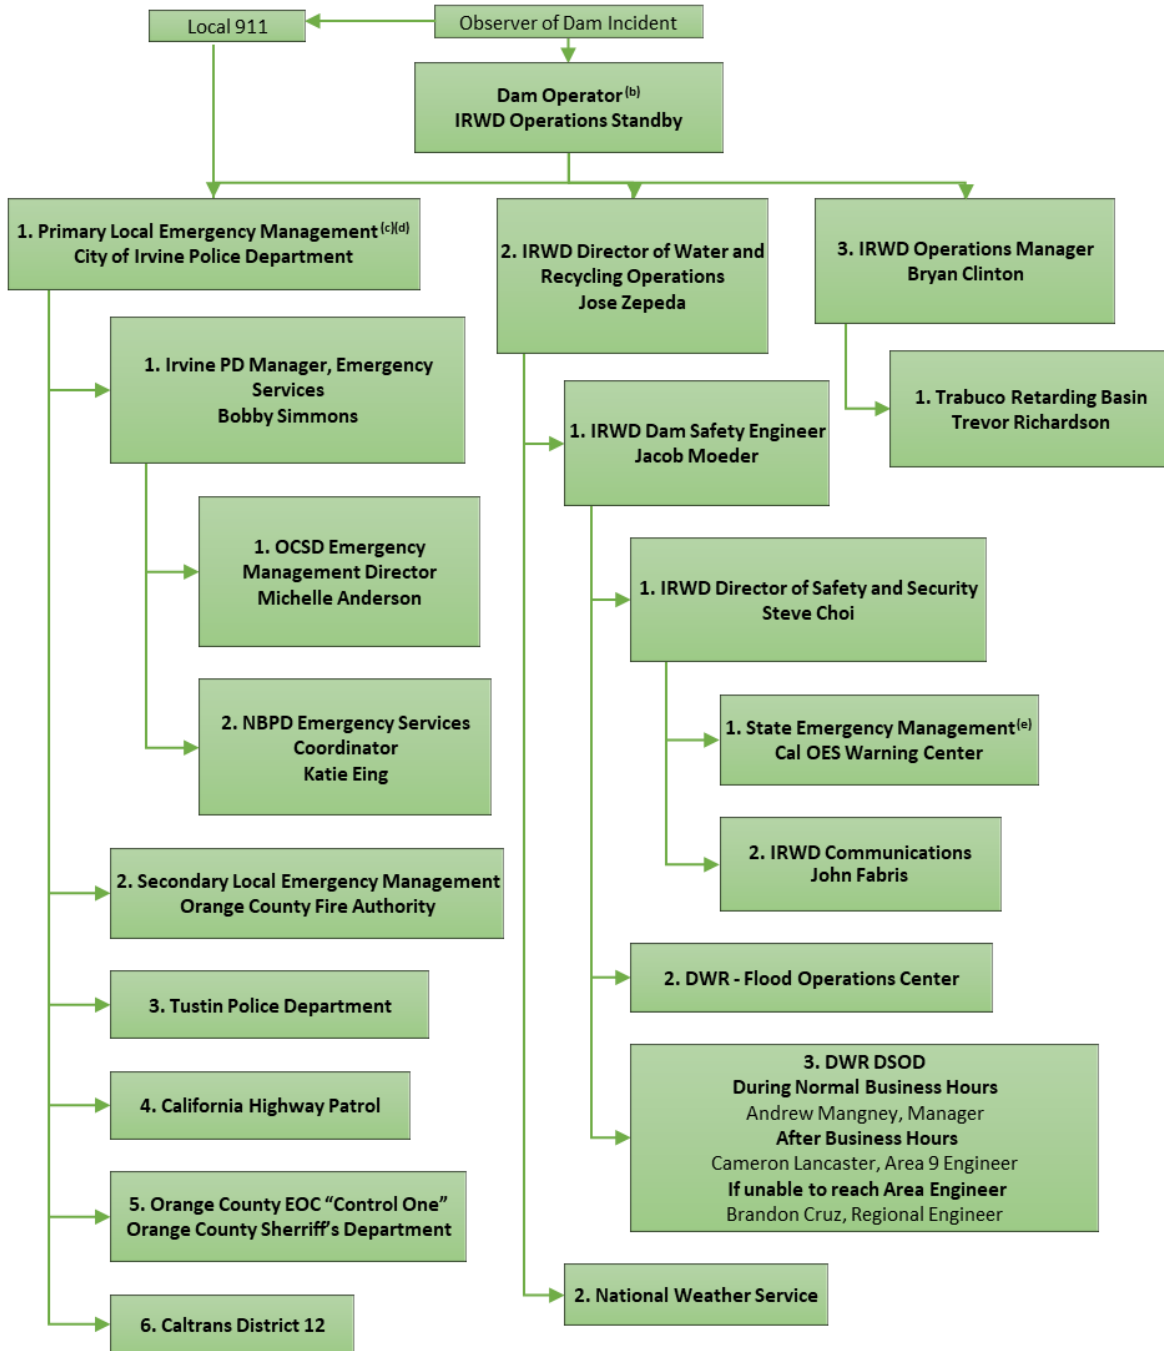 Local 911
Observer of Dam Incident
Dam Operator(b)
IRWD Operations Standby
1. Primary Local Emergency Management(c)(d)
City of Irvine Police Department
2. IRWD Director of Water and
Recycling Operations
Jose Zepeda
3. IRWD Operations Manager
Bryan Clinton
1. Irvine PD Manager, Emergency
Services
Bobby Simmons
1. OCSD Emergency
Management Director
Michelle Anderson
2. NBPD Emergency Services
Coordinator
Katie Eing
2. Secondary Local Emergency Management
Orange County Fire Authority
3. Tustin Police Department
4. California Highway Patrol
5. Orange County EOC “Control One”
Orange County Sherriff’s Department
6. Caltrans District 12
1. IRWD Dam Safety Engineer
Jacob Moeder
1. IRWD Director of Safety and Security
Steve Choi
1. State Emergency Management(e)
Cal OES Warning Center
2. IRWD Communications
John Fabris
2. DWR - Flood Operations Center
3. DWR DSOD
During Normal Business Hours
Andrew Mangney, Manager
After Business Hours
Cameron Lancaster, Area 9 Engineer
If unable to reach Area Engineer
Brandon Cruz, Regional Engineer
2. National Weather Service
1. Trabuco Retarding Basin
Trevor Richardson